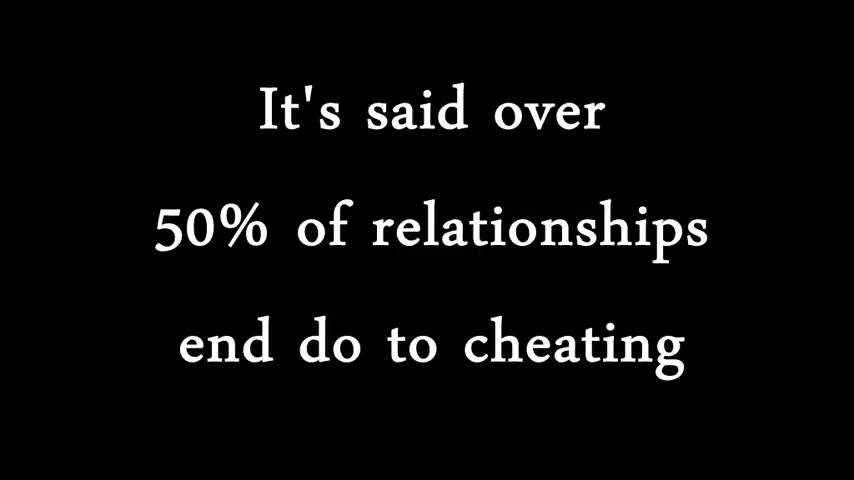 It's said over
50% of relationships
end do to cheating